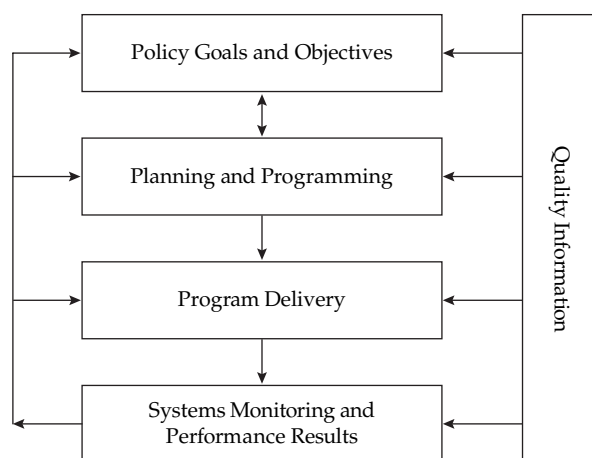 Policy Goals and Objectives
Planning and Programming
Program Delivery
Systems Monitoring and
Performance Results
Quality Information